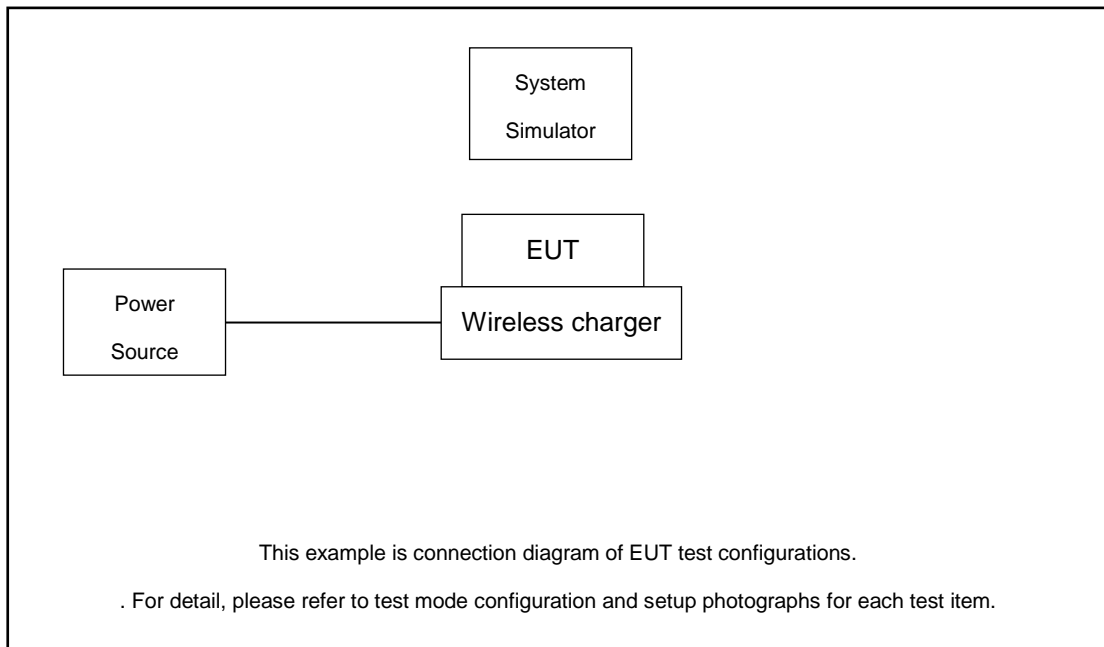 System
Simulator
EUT
Power
Source
Wireless charger
This example is connection diagram of EUT test configurations.
. For detail, please refer to test mode configuration and setup photographs for each test item.